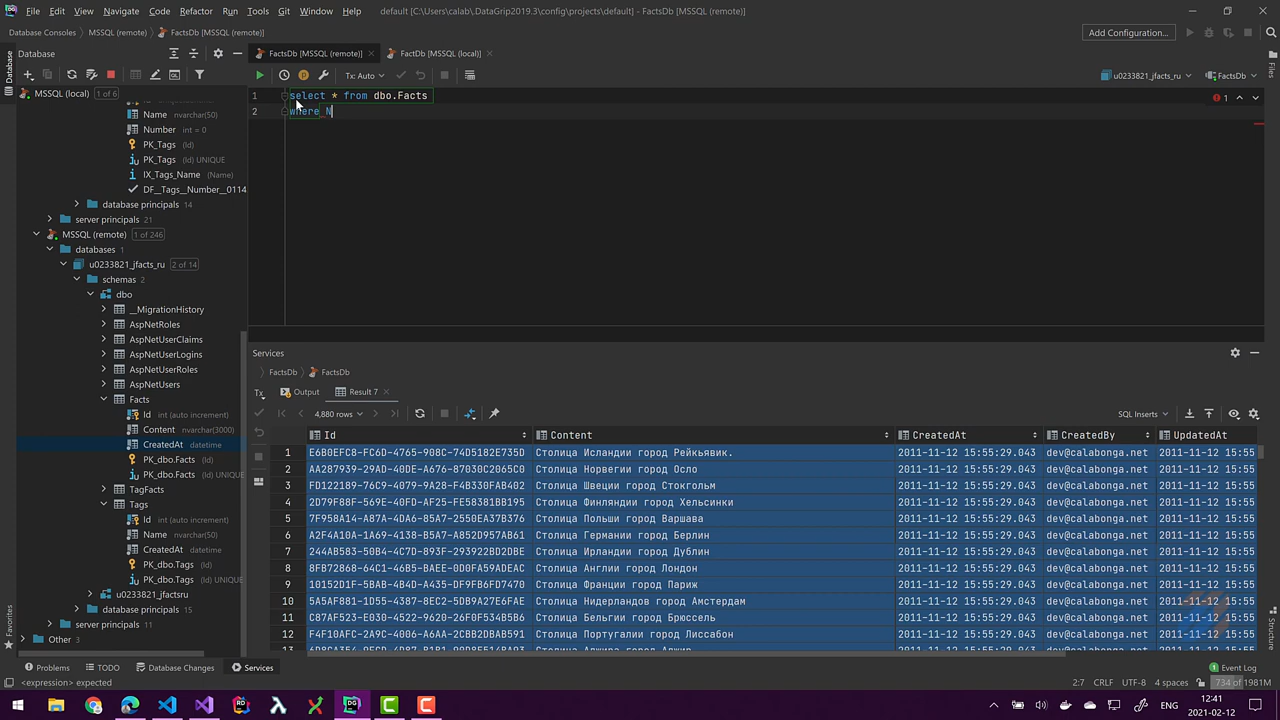 File Edit View Navigate Code Refactor Run Tools Git Window Help default [C:\Users\calab\.DataGrip2019.3\config\projects\default] - FactsDb [MSSQL (remote)]
Database Consoles MSSQL (remote) FactsDb [MSSQL (remote)] Add Configuration...
Database
FactsDb [MSSQL (remote)] FactDb [MSSQL (local)]
Tx: Auto u0233821_jfacts_ru FactsDb
MSSQL (local) 1 of 6
Name nvarchar(50)
Number int = 0
PK_Tags (Id)
PK_Tags (Id) UNIQUE
IX_Tags_Name (Name)
DF__Tags__Number__0114
database principals 14
server principals 21
MSSQL (remote) 1 of 246
databases 1
u0233821_jfacts_ru 2 of 14
schemas 2
dbo
__MigrationHistory
AspNetRoles
AspNetUserClaims
AspNetUserLogins
AspNetUserRoles
AspNetUsers
Facts
Id int (auto increment)
Content nvarchar(3000)
CreatedAt datetime
PK_dbo.Facts (Id)
PK_dbo.Facts (Id) UNIQUE
TagFacts
Tags
Id int (auto increment)
Name nvarchar(50)
CreatedAt datetime
PK_dbo.Tags (Id)
PK_dbo.Tags (Id) UNIQUE
u0233821_jfactsru
database principals 15
server principals 11
Other 3
1 select * from dbo.Facts
2 where N
1
Services
FactsDb FactsDb
Tx Output Result 7
4,880 rows SQL Inserts
Id Content CreatedAt CreatedBy UpdatedAt
1 E6B0EFC8-FC6D-4765-908C-74D5182E735D Столица Исландии город Рейкьявик. 2011-11-12 15:55:29.043 dev@calabonga.net 2011-11-12 15:55
2 AA287939-29AD-40DE-A676-87030C2065C0 Столица Норвегии город Осло 2011-11-12 15:55:29.043 dev@calabonga.net 2011-11-12 15:55
3 FD122189-76C9-4079-9A28-F4B330FAB402 Столица Швеции город Стокгольм 2011-11-12 15:55:29.043 dev@calabonga.net 2011-11-12 15:55
4 2D79F88F-569E-40FD-AF25-FE58381BB195 Столица Финляндии город Хельсинки 2011-11-12 15:55:29.043 dev@calabonga.net 2011-11-12 15:55
5 7F958A14-A87A-4DA6-85A7-2550EA37B376 Столица Польши город Варшава 2011-11-12 15:55:29.043 dev@calabonga.net 2011-11-12 15:55
6 A2F4A10A-1A69-4138-B5A7-A852D957AB61 Столица Германии город Берлин 2011-11-12 15:55:29.043 dev@calabonga.net 2011-11-12 15:55
7 244AB583-50B4-4C7D-893F-293922BD2DBE Столица Ирландии город Дублин 2011-11-12 15:55:29.043 dev@calabonga.net 2011-11-12 15:55
8 8FB72868-64C1-46B5-BAEE-0D0FA59ADEAC Столица Англии город Лондон 2011-11-12 15:55:29.043 dev@calabonga.net 2011-11-12 15:55
9 10152D1F-5BAB-4B4D-A435-DF9FB6FD7470 Столица Франции город Париж 2011-11-12 15:55:29.043 dev@calabonga.net 2011-11-12 15:55
10 5A5AF881-1D55-4387-8EC2-5DB9A27E6FAE Столица Нидерландов город Амстердам 2011-11-12 15:55:29.043 dev@calabonga.net 2011-11-12 15:55
11 C87AF523-E030-4522-9620-26F0F534B5B6 Столица Бельгии город Брюссель 2011-11-12 15:55:29.043 dev@calabonga.net 2011-11-12 15:55
12 F4F10AFC-2A9C-4006-A6AA-2CBB2DBAB591 Столица Португалии город Лиссабон 2011-11-12 15:55:29.043 dev@calabonga.net 2011-11-12 15:55
Problems TODO Database Changes Services Event Log
<expression> expected 2:7 CRLF UTF-8 4 spaces 734 of 1981M
ENG 12:41
2021-02-12
Database
Favorites
Structure
Files